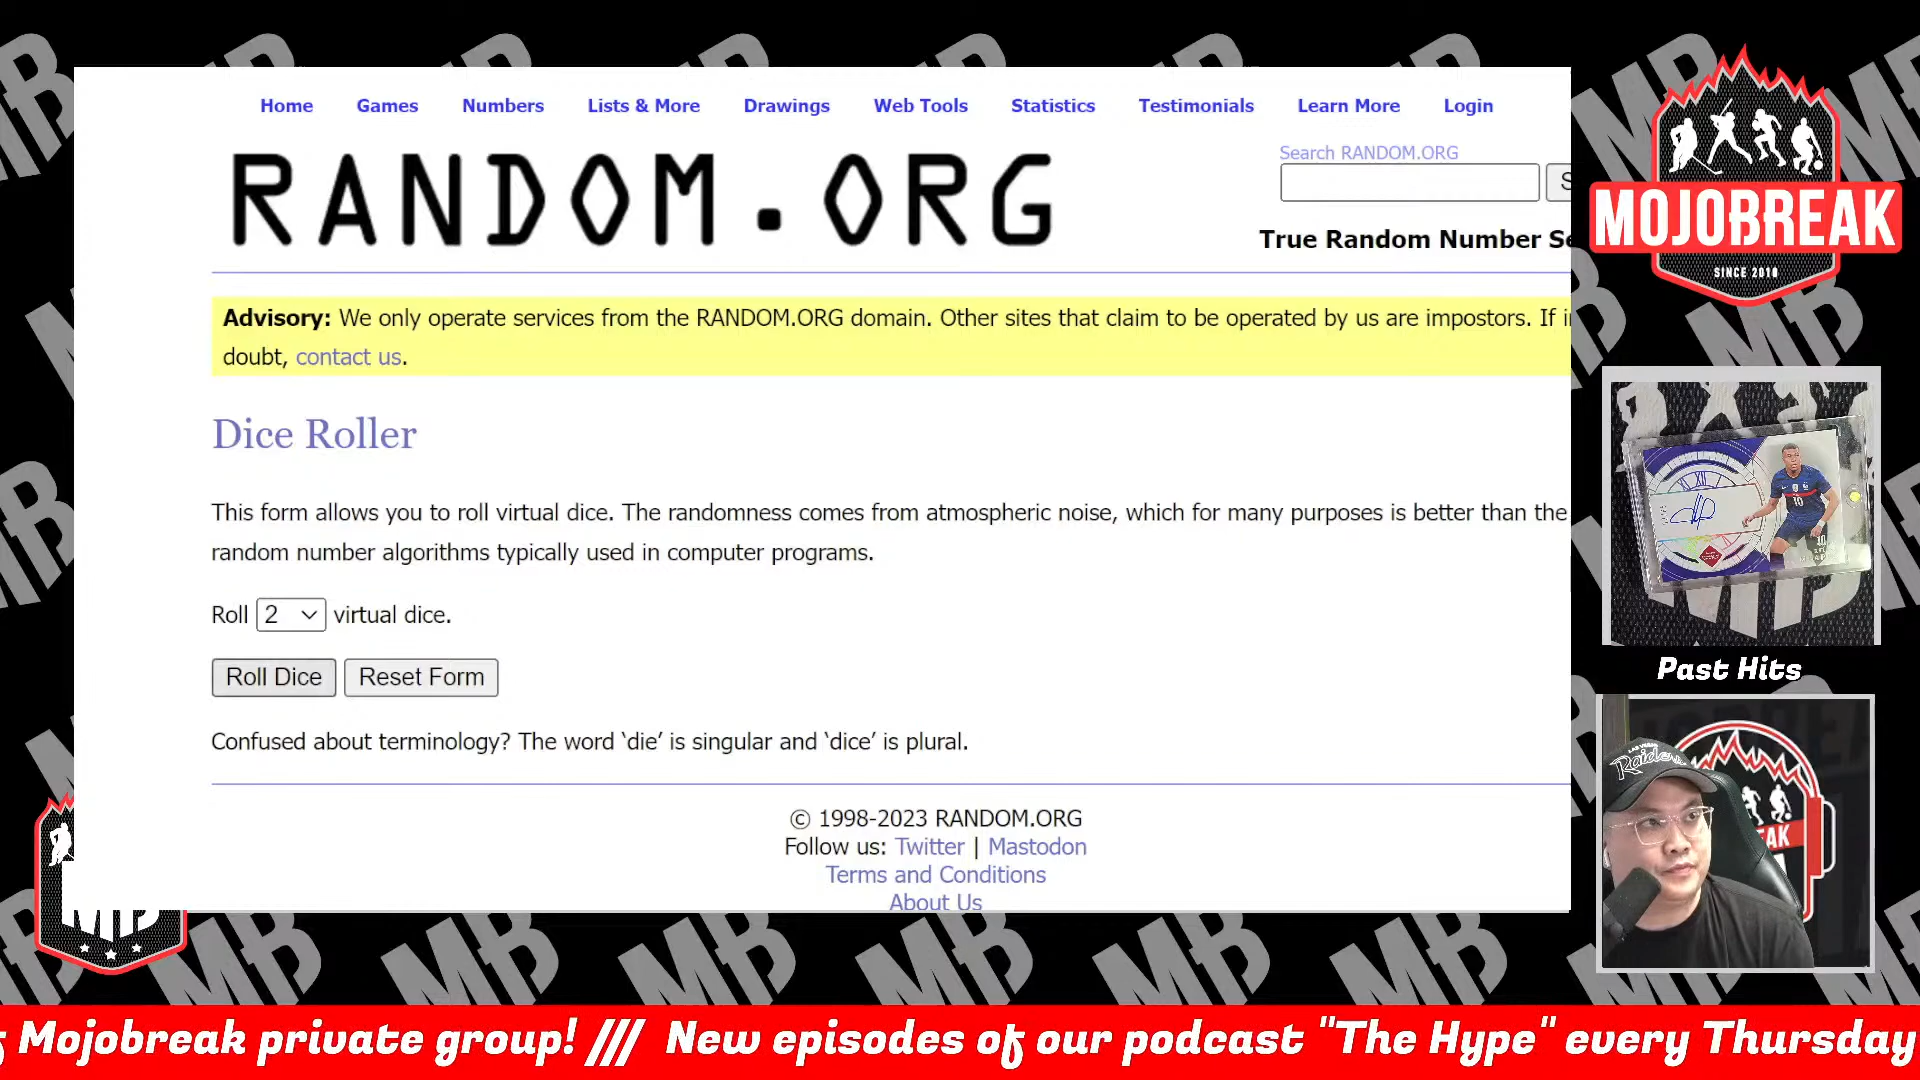 Home Games Numbers Lists & More Drawings Web Tools Statistics Testimonials Learn More Login
RANDOM.ORG
Search RANDOM.ORG
True Random Number
Advisory: We only operate services from the RANDOM.ORG domain. Other sites that claim to be operated by us are impostors. If
doubt, contact us.
Dice Roller
This form allows you to roll virtual dice. The randomness comes from atmospheric noise, which for many purposes is better than the
random number algorithms typically used in computer programs.
Roll 2 virtual dice.
Roll Dice Reset Form
Confused about terminology? The word ‘die’ is singular and ‘dice’ is plural.
© 1998-2023 RANDOM.ORG
Follow us: Twitter | Mastodon
Terms and Conditions
About Us
MOJOBREAK
SINCE 2010
10
Past Hits
Raiders
MB
Mojobreak private group! /// New episodes of our podcast "The Hype" every Thursday